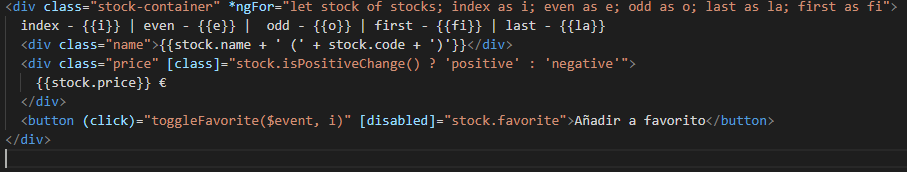 <div class="stock-container" *ngFor="let stock of stocks; index as i; even as e; odd as o; last as la; first as fi">
index - {{i}} | even - {{e}} |  odd - {{o}} | first - {{fi}} | last - {{la}}
<div class="name">{{stock.name + ' (' + stock.code + ')'}}</div>
<div class="price" [class]="stock.isPositiveChange() ? 'positive' : 'negative'">
{{stock.price}} €
</div>
<button (click)="toggleFavorite($event, i)" [disabled]="stock.favorite">Añadir a favorito</button>
</div>